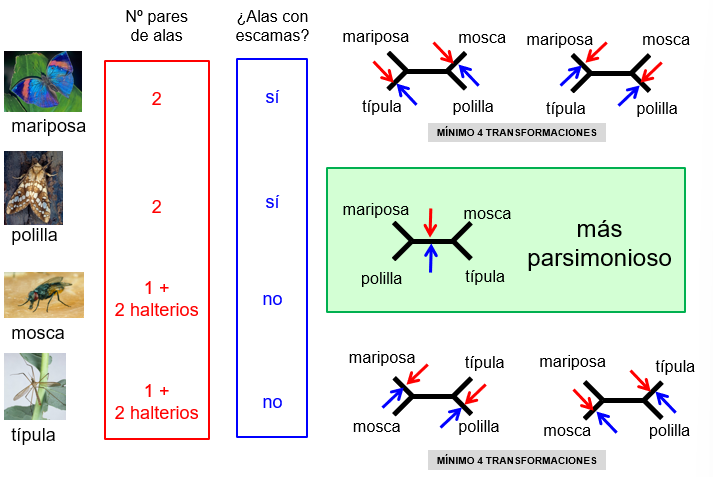 Nº pares
de alas
¿Alas con
escamas?
mariposa
2
sí
polilla
2
sí
mosca
1 +
2 halterios
no
típula
1 +
2 halterios
no
mariposa
mosca
típula
polilla
mariposa
mosca
típula
polilla
MÍNIMO 4 TRANSFORMACIONES
mariposa
mosca
polilla
típula
más
parsimonioso
mariposa
típula
mosca
polilla
mariposa
típula
mosca
polilla
MÍNIMO 4 TRANSFORMACIONES